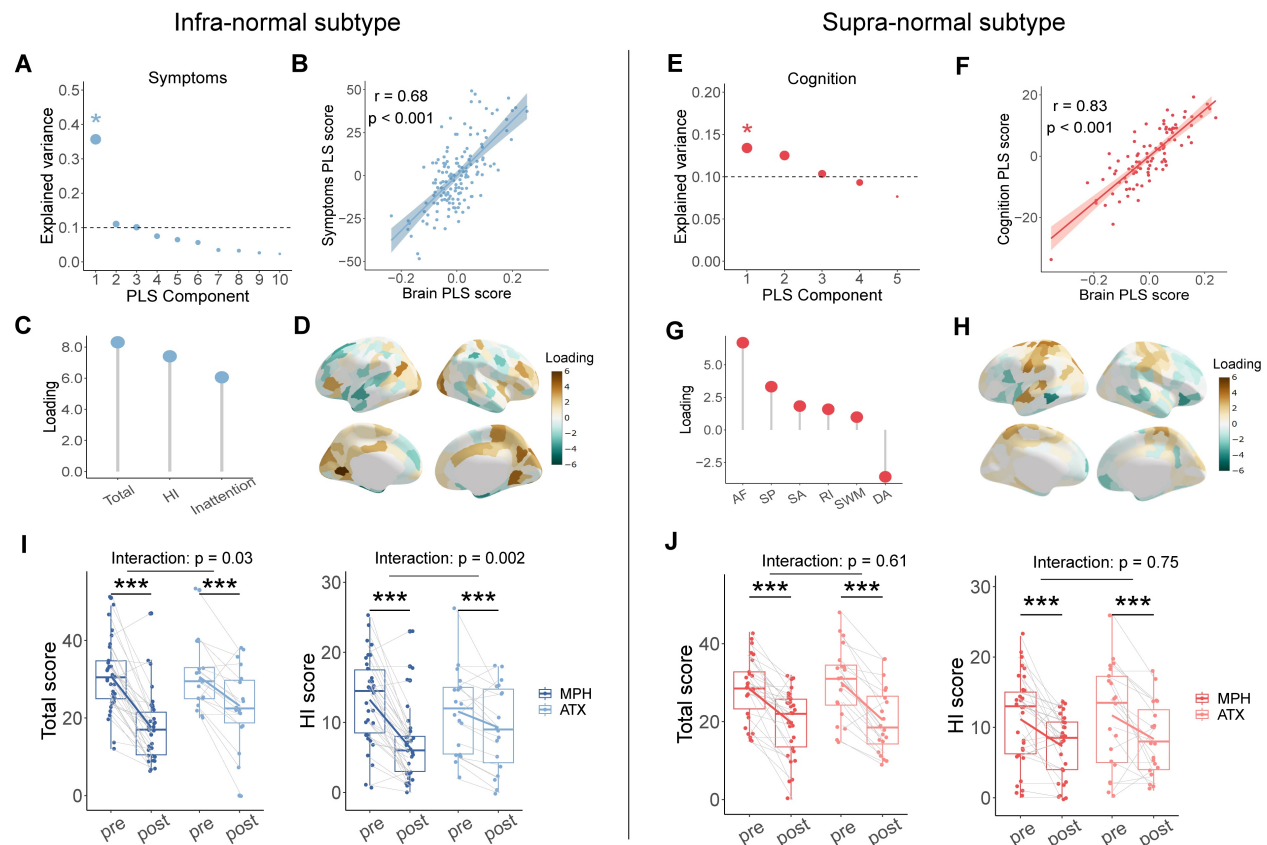 Infra-normal subtype
Supra-normal subtype
A
Symptoms
Explained variance
0.5
0.4
0.3
0.2
0.1
0.0
*
1 2 3 4 5 6 7 8 9 10
PLS Component
B
r = 0.68
p < 0.001
Symptoms PLS score
50
25
0
−25
−50
−0.2 0.0 0.2
Brain PLS score
E
Cognition
Explained variance
0.20
0.15
0.10
0.05
0.00
*
1 2 3 4 5
PLS Component
F
r = 0.83
p < 0.001
Cognition PLS score
20
0
−20
−0.2 0.0 0.2
Brain PLS score
C
Loading
8.0
6.0
4.0
2.0
0.0
Total HI Inattention
D
Loading
6
4
2
0
−2
−4
−6
G
Loading
5.0
2.5
0.0
−2.5
AF SP SA RI SWM DA
H
Loading
6
4
2
0
−2
−4
−6
I
Interaction: p = 0.03
*** ***
Total score
40
20
0
pre post pre post
Interaction: p = 0.002
*** ***
HI score
30
20
10
0
pre post pre post
MPH
ATX
J
Interaction: p = 0.61
*** ***
Total score
40
20
0
pre post pre post
Interaction: p = 0.75
*** ***
HI score
30
20
10
0
pre post pre post
MPH
ATX